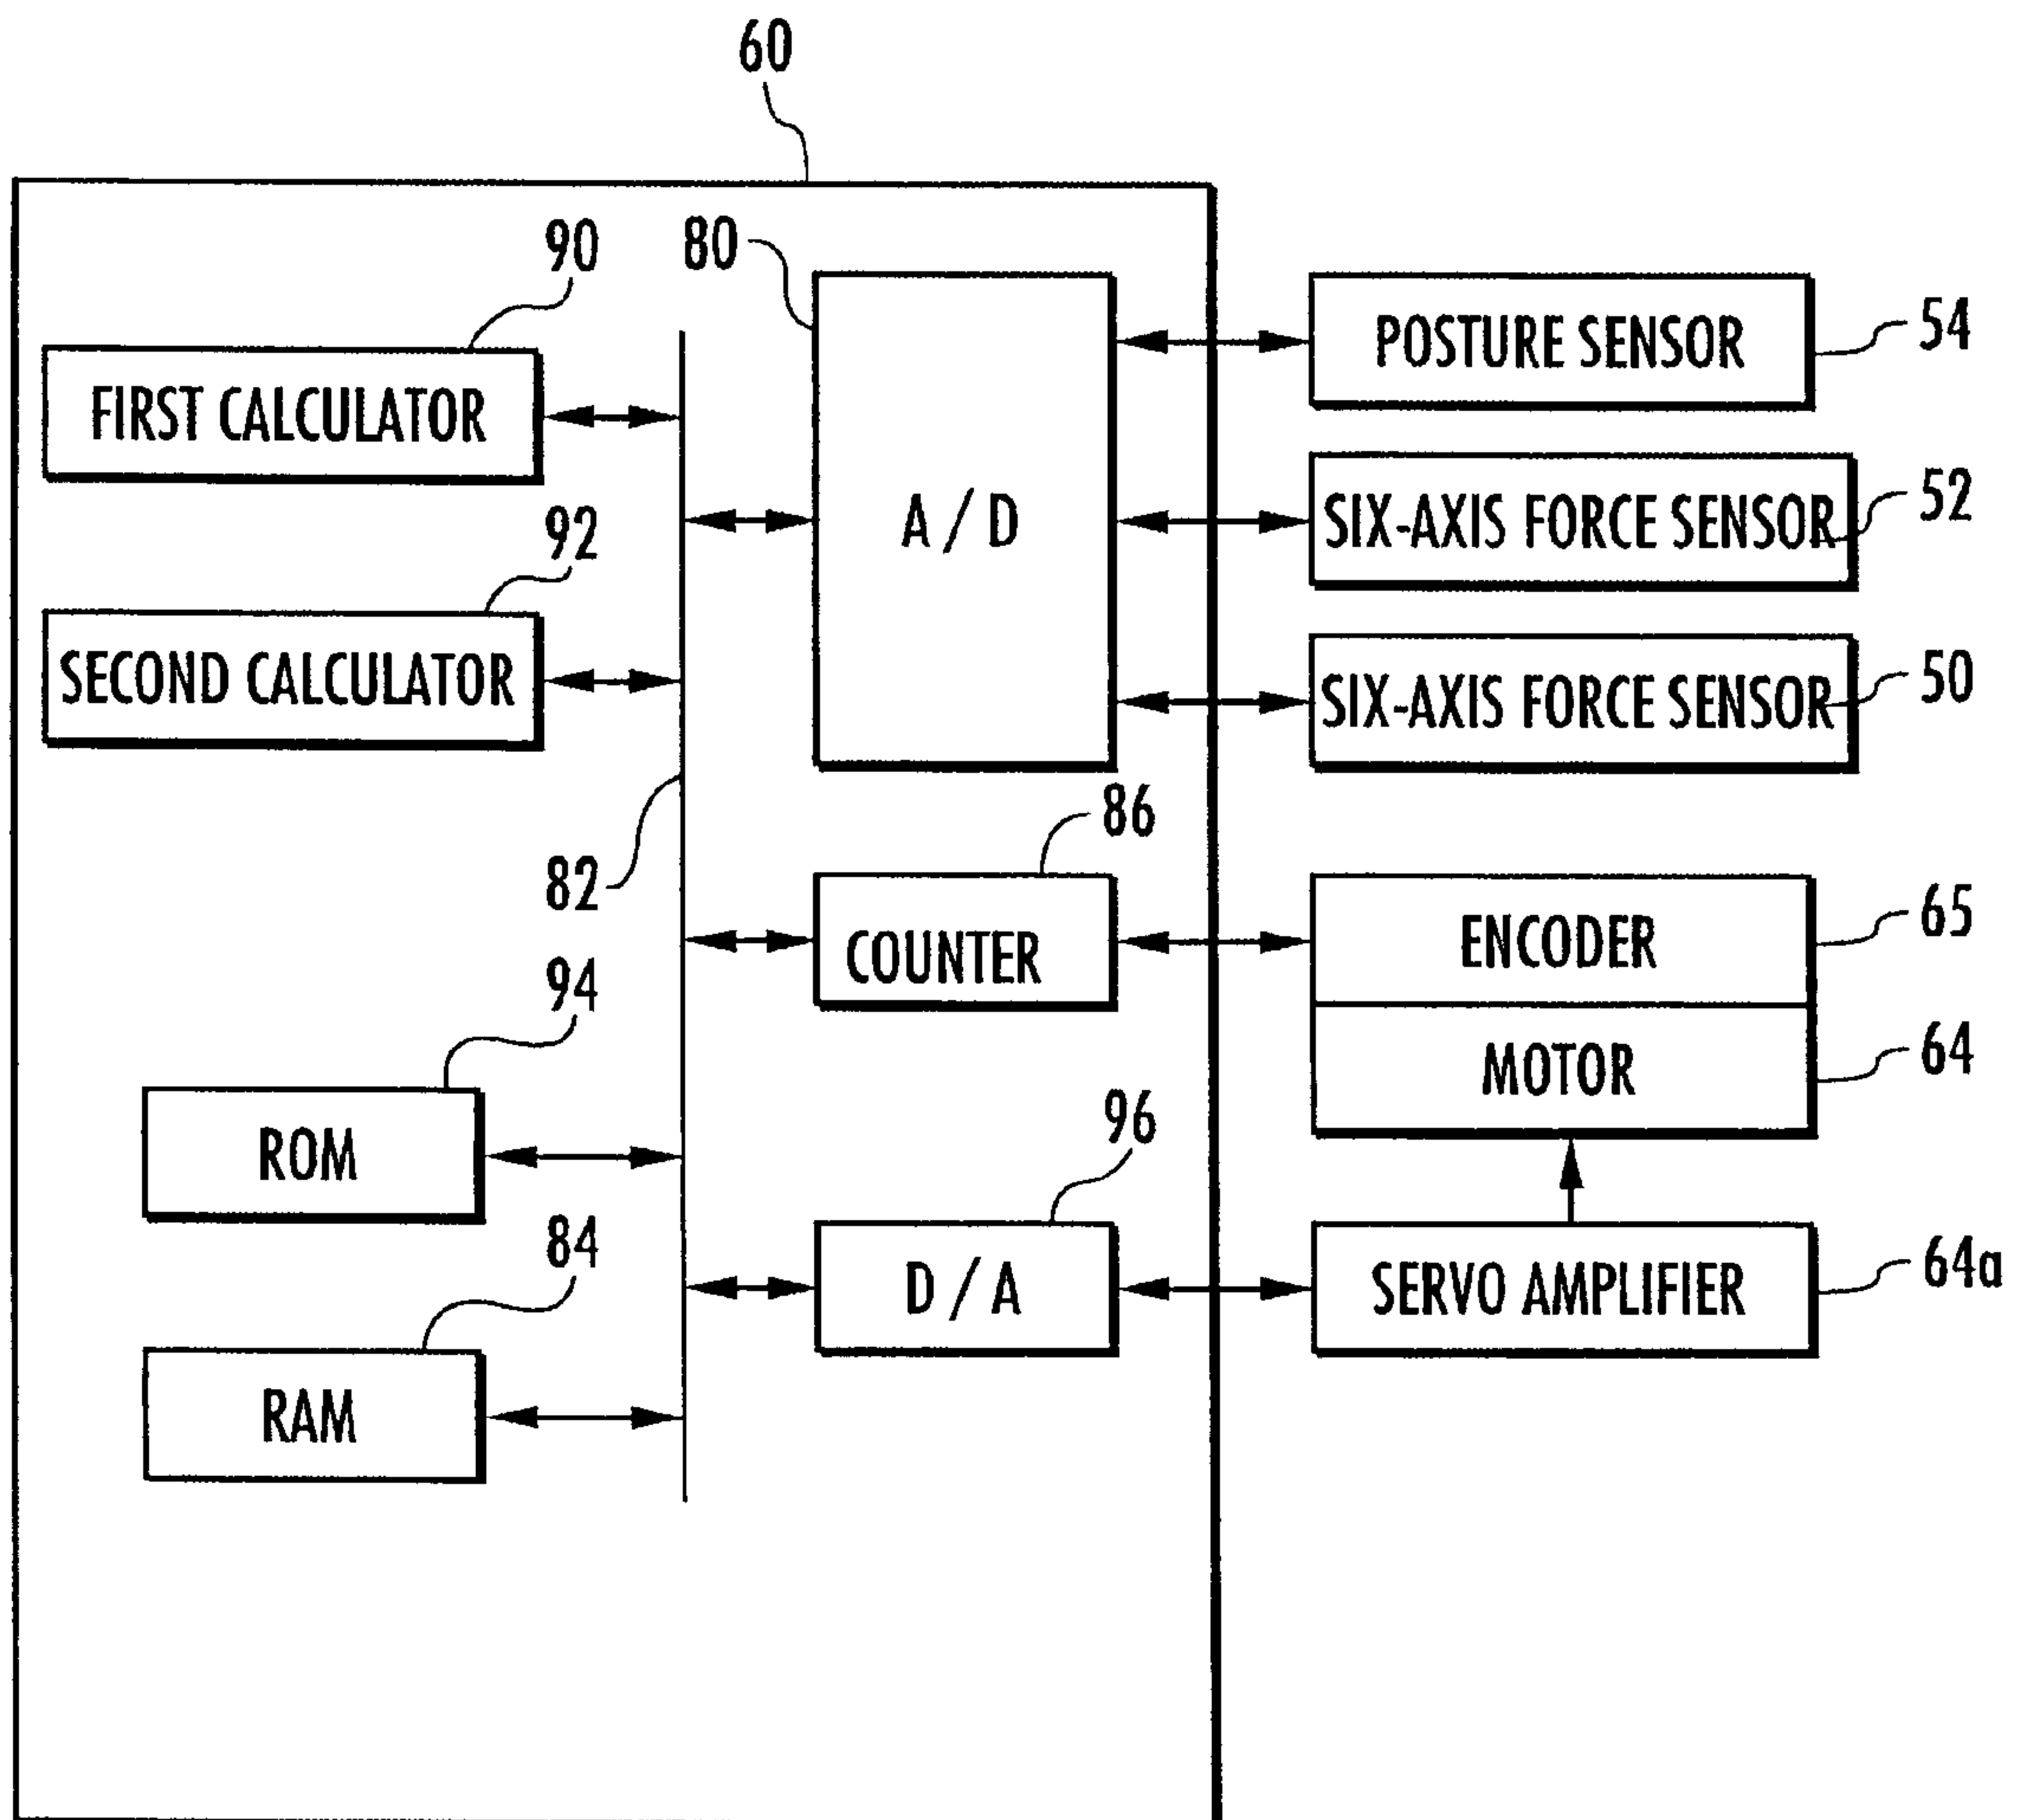 60
90
80
FIRST CALCULATOR
A/D
POSTURE SENSOR
54
92
SIX-AXIS FORCE SENSOR
52
SECOND CALCULATOR
SIX-AXIS FORCE SENSOR
50
82
86
COUNTER
ENCODER
65
94
MOTOR
64
ROM
96
84
D/A
SERVO AMPLIFIER
64a
RAM